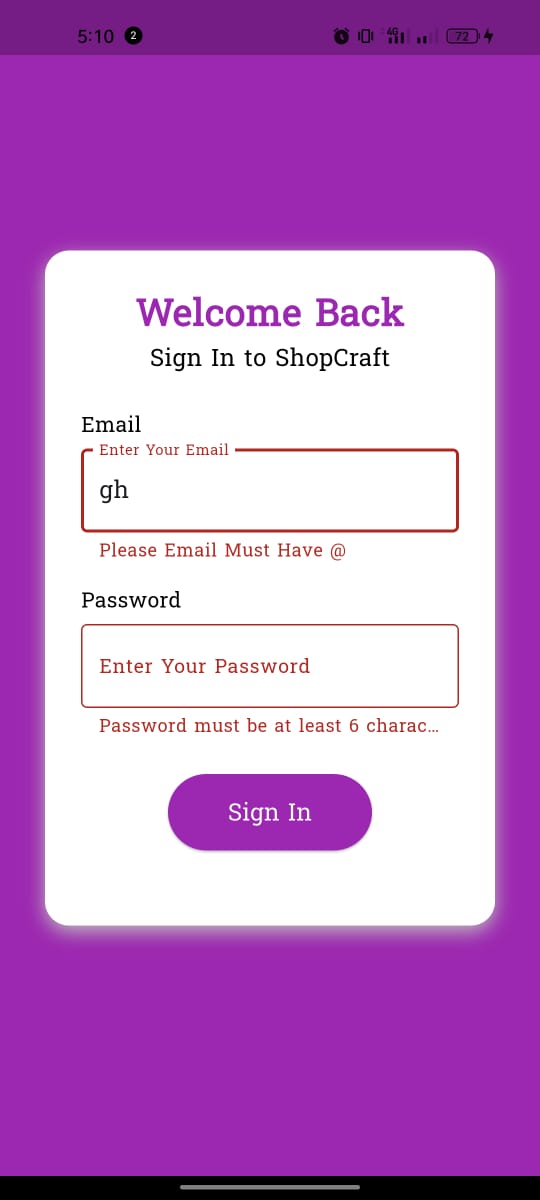 5:10 2 4G 72
Welcome Back
Sign In to ShopCraft
Email
Enter Your Email
gh
Please Email Must Have @
Password
Enter Your Password
Password must be at least 6 charac...
Sign In